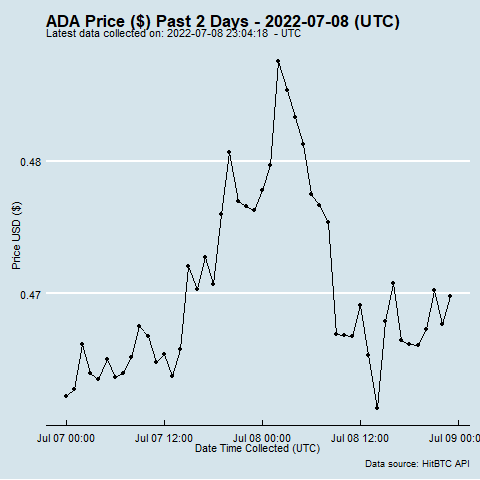 ADA Price ($) Past 2 Days - 2022-07-08 (UTC)
Latest data collected on: 2022-07-08 23:04:18 - UTC
0.48
0.47
Price USD ($)
Jul 07 00:00 Jul 07 12:00 Jul 08 00:00 Jul 08 12:00 Jul 09 00:0
Date Time Collected (UTC)
Data source: HitBTC API